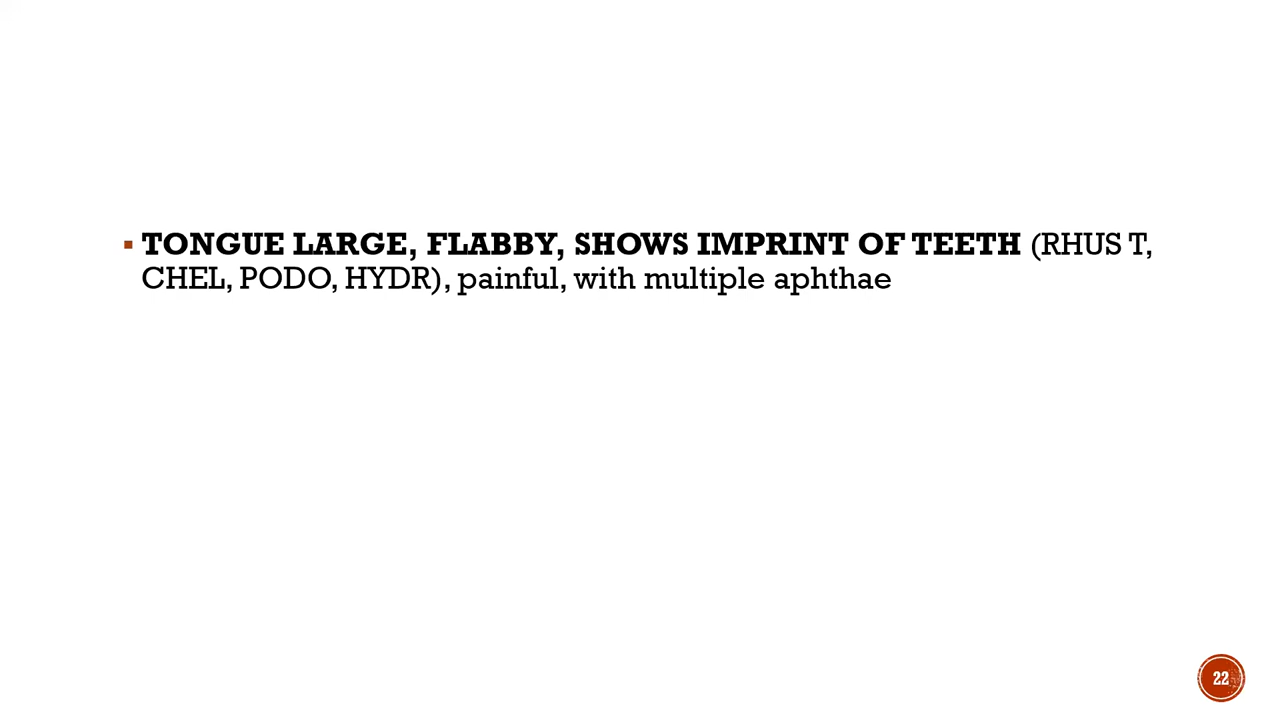 ▪ TONGUE LARGE, FLABBY, SHOWS IMPRINT OF TEETH (RHUS T,
CHEL, PODO, HYDR), painful, with multiple aphthae
22